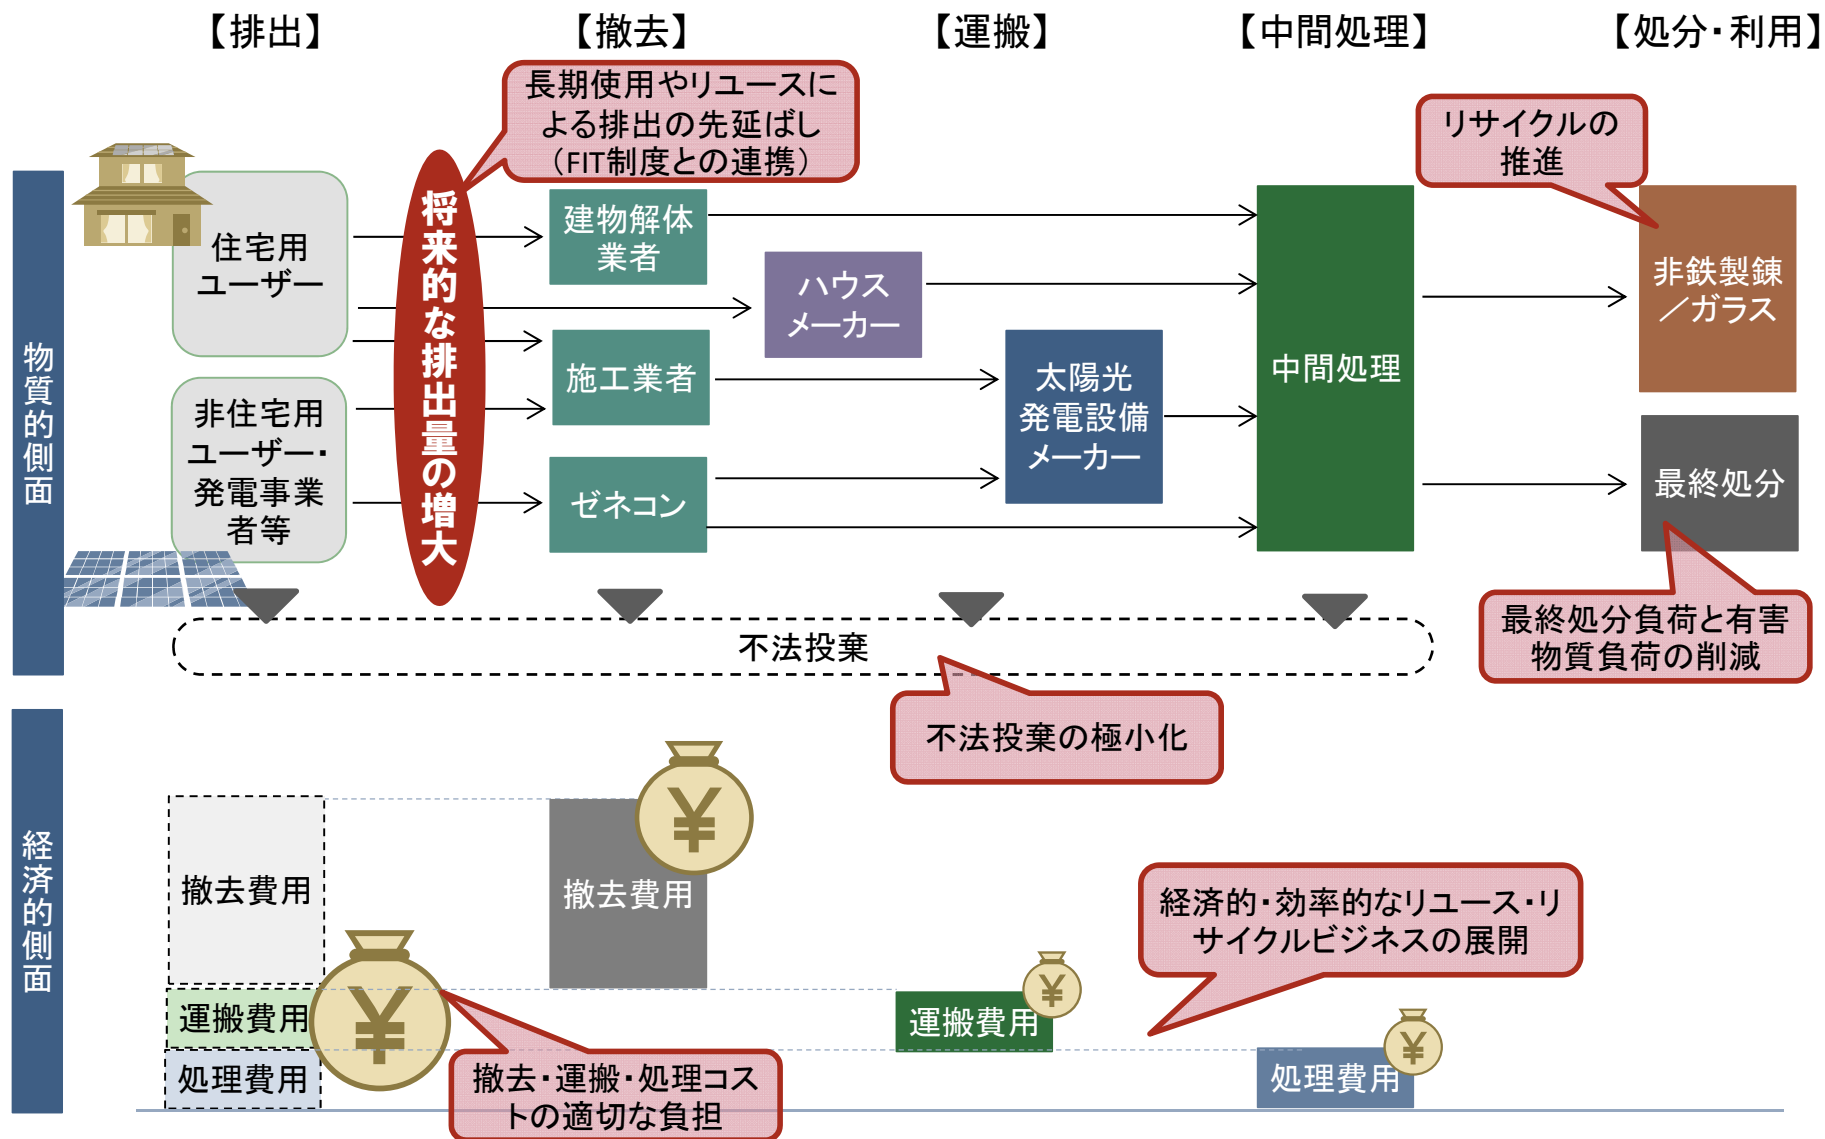 【排出】
【撤去】
【運搬】
【中間処理】
【処分・利用】
長期使用やリユースに
よる排出の先延ばし
（FIT制度との連携）
リサイクルの
推進
物質的側面
住宅用
ユーザー
非住宅用
ユーザー・
発電事業
者等
将来的な排出量の増大
建物解体
業者
ハウス
メーカー
施工業者
太陽光
発電設備
メーカー
ゼネコン
中間処理
非鉄製錬
／ガラス
最終処分
最終処分負荷と有害
物質負荷の削減
不法投棄
不法投棄の極小化
経済的側面
撤去費用
運搬費用
処理費用
¥
撤去・運搬・処理コス
トの適切な負担
撤去費用
¥
運搬費用
¥
経済的・効率的なリユース・リ
サイクルビジネスの展開
処理費用
¥